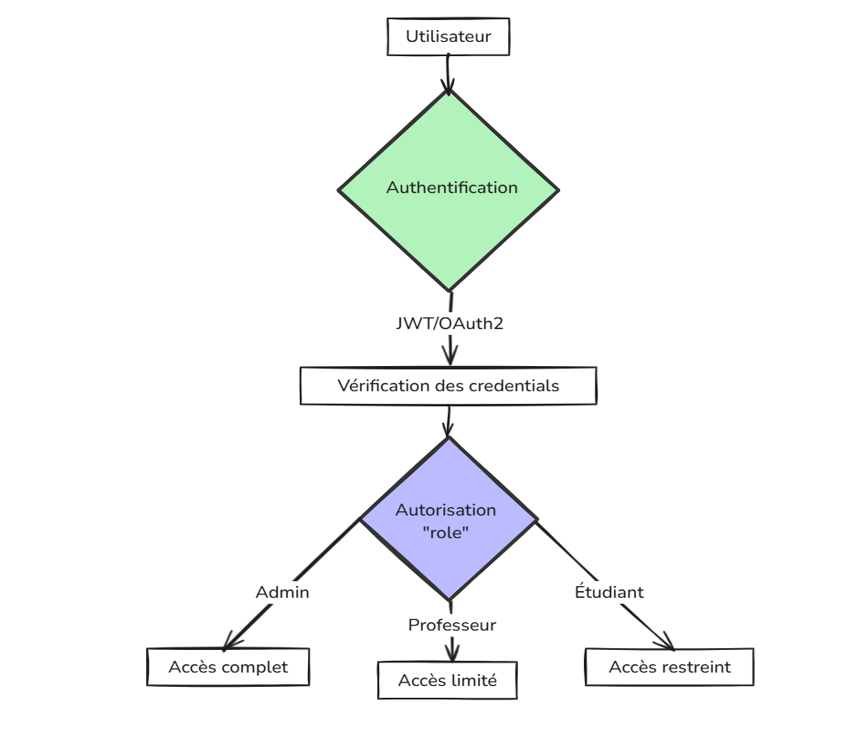 Utilisateur
Authentification
JWT/OAuth2
Vérification des credentials
Autorisation
"role"
Admin
Professeur
Étudiant
Accès complet
Accès limité
Accès restreint